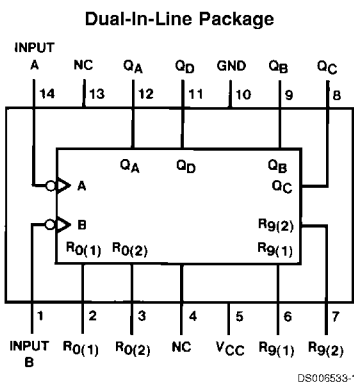 Dual-In-Line Package
INPUT
A NC QA QD GND QB QC
14 13 12 11 10 9 8
QA QD QB
QC
A
B R9(2)
R0(1) R0(2) R9(1)
1 2 3 4 5 6 7
INPUT R0(1) R0(2) NC VCC R9(1) R9(2)
B
DS006533-1